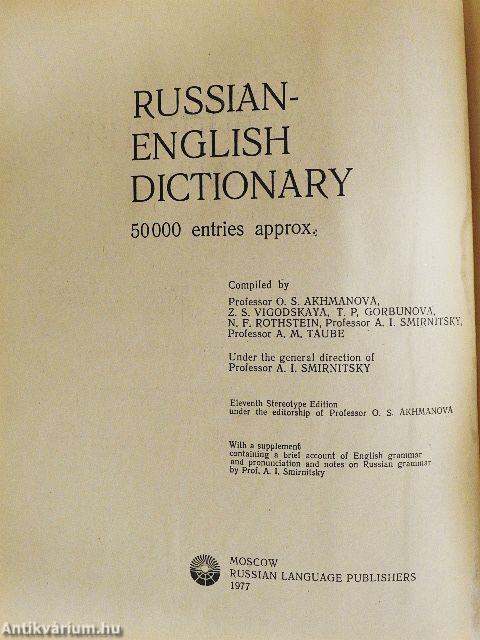 RUSSIAN-
ENGLISH
DICTIONARY
50000 entries approx.
Compiled by
Professor O. S. AKHMANOVA,
Z. S. VIGODSKAYA, T. P. GORBUNOVA,
N. F. ROTHSTEIN, Professor A. I. SMIRNITSKY,
Professor A. M. TAUBE
Under the general direction of
Professor A. I. SMIRNITSKY
Eleventh Stereotype Edition
under the editorship of Professor O. S. AKHMANOVA
With a supplement
containing a brief account of English grammar
and pronunciation and notes on Russian grammar
by Prof. A. I. Smirnitsky
MOSCOW
RUSSIAN LANGUAGE PUBLISHERS
1977
Antikvárium.hu